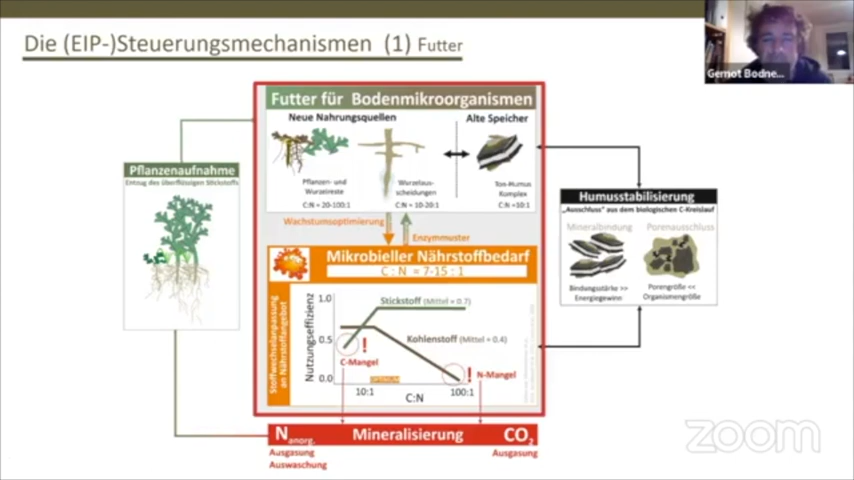 Die (EIP-)Steuerungsmechanismen (1) Futter
Gernot Bodne...
Futter für Bodenmikroorganismen
Neue Nahrungsquellen
Alte Speicher
Pflanzen- und
Wurzelreste
C:N = 20-100:1
Wurzelaus-
scheidungen
C:N = 10-20:1
Ton-Humus
Komplex
C:N =10:1
Pflanzenaufnahme
Entzug des überflüssigen Stickstoffs
Wachstumsoptimierung
Enzymmuster
Mikrobieller Nährstoffbedarf
C : N = 7-15 : 1
Stoffwechselanpassung
an Nährstoffangebot
Nutzungseffizienz
1.0
0.5
0.0
Stickstoff (Mittel = 0.7)
Kohlenstoff (Mittel = 0.4)
!
!
C-Mangel
N-Mangel
OPTIMUM
10:1
100:1
C:N
Humusstabilisierung
„Ausschluss" aus dem biologischen C-Kreislauf
Mineralbindung
Porenausschluss
Bindungsstärke >>
Energiegewinn
Porengröße <<
Organismengröße
Nanorg.
Mineralisierung
CO2
Ausgasung
Auswaschung
Ausgasung
zoom